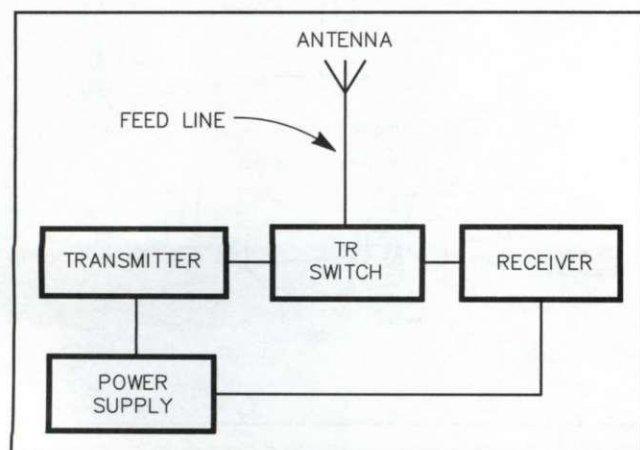 ANTENNA
FEED LINE
TRANSMITTER
TR
SWITCH
RECEIVER
POWER
SUPPLY